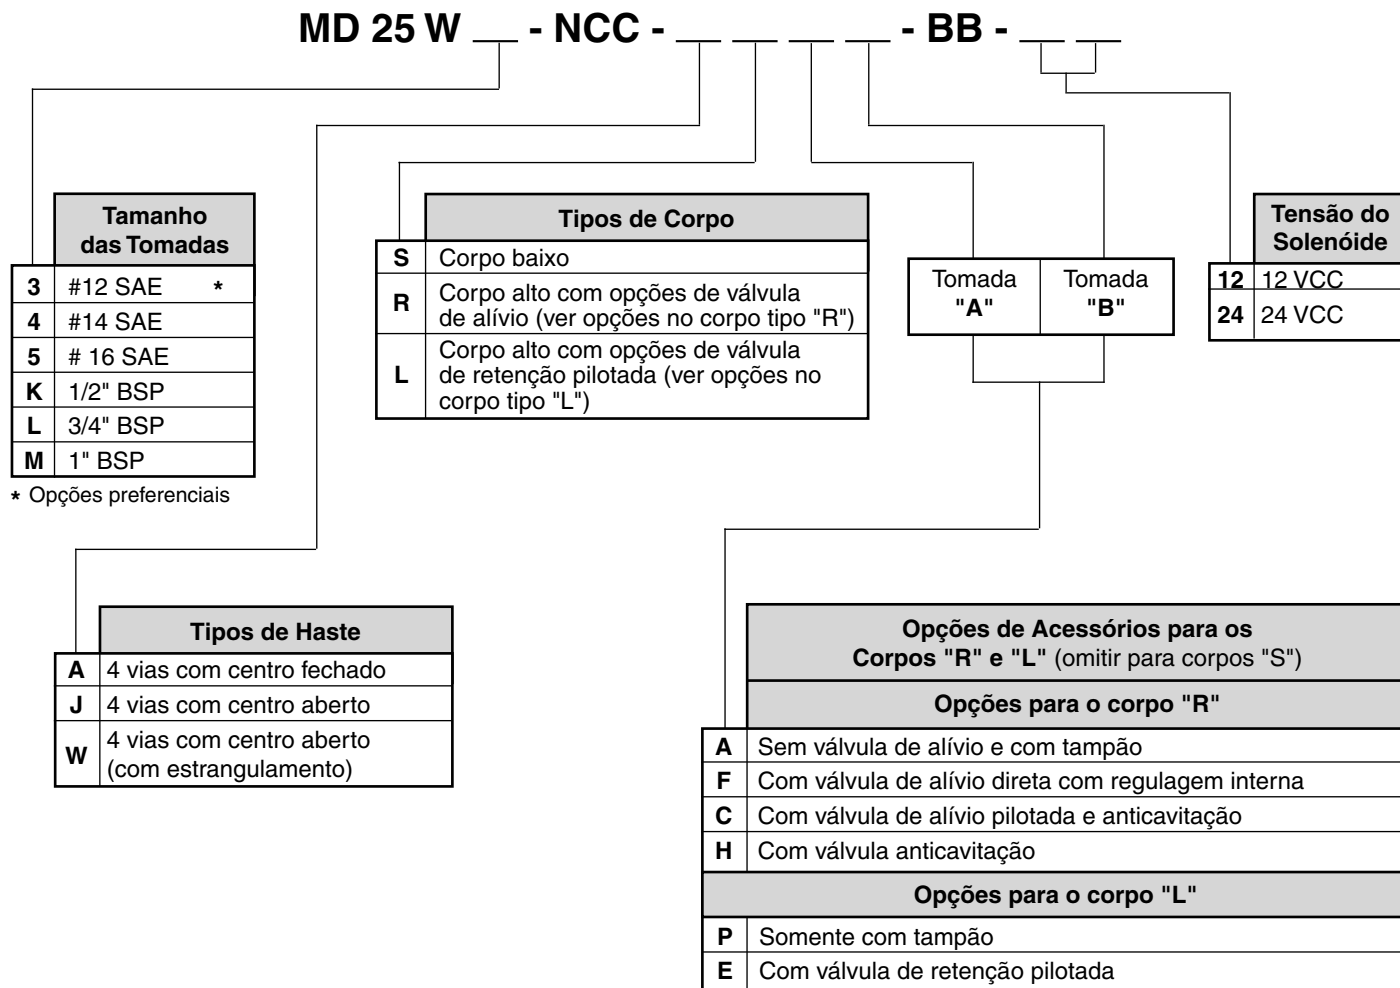 MD 25 W __ - NCC - __ __ __ __ - BB - __ __
Tamanho
das Tomadas
3 #12 SAE *
4 #14 SAE
5 # 16 SAE
K 1/2" BSP
L 3/4" BSP
M 1" BSP
* Opções preferenciais
Tipos de Corpo
S Corpo baixo
R Corpo alto com opções de válvula
de alívio (ver opções no corpo tipo "R")
L Corpo alto com opções de válvula
de retenção pilotada (ver opções no
corpo tipo "L")
Tomada
"A"
Tomada
"B"
Tensão do
Solenóide
12 12 VCC
24 24 VCC
Tipos de Haste
A 4 vias com centro fechado
J 4 vias com centro aberto
W 4 vias com centro aberto
(com estrangulamento)
Opções de Acessórios para os
Corpos "R" e "L" (omitir para corpos "S")
Opções para o corpo "R"
A Sem válvula de alívio e com tampão
F Com válvula de alívio direta com regulagem interna
C Com válvula de alívio pilotada e anticavitação
H Com válvula anticavitação
Opções para o corpo "L"
P Somente com tampão
E Com válvula de retenção pilotada